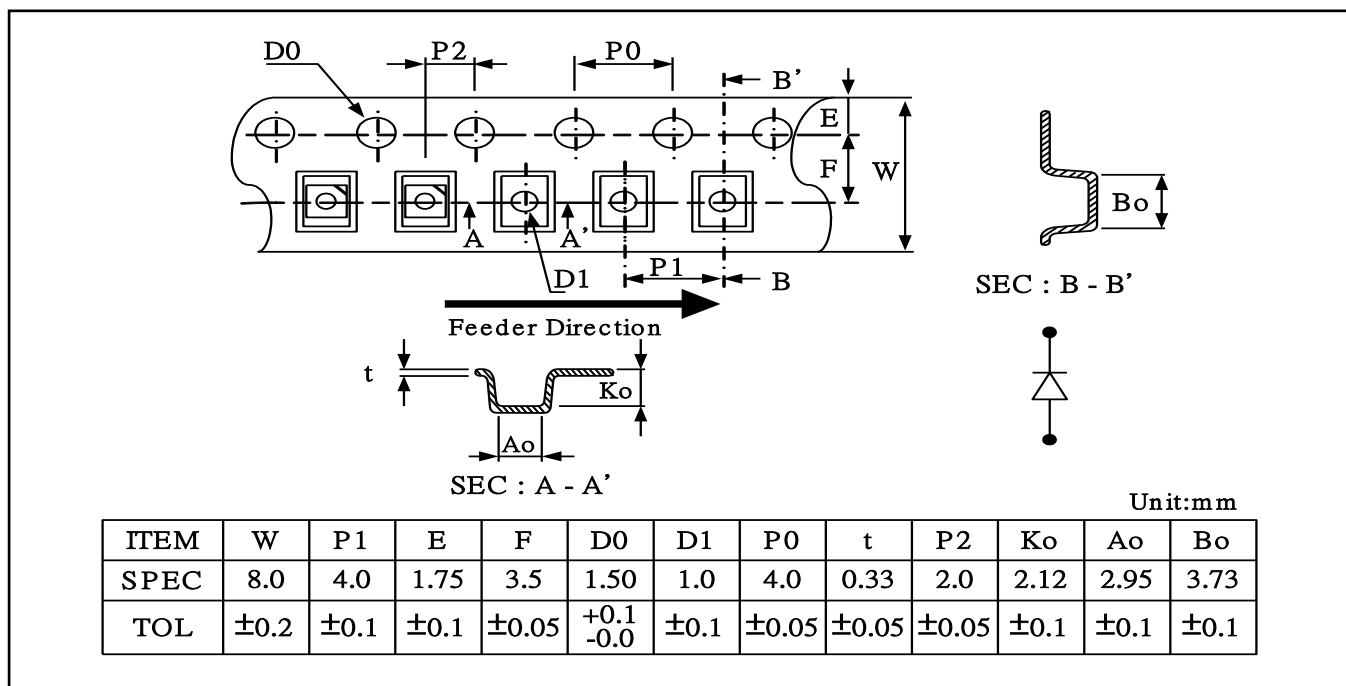 D0
P2
P0
B’
E
F
W
A
A’
D1
P1
B
Feeder Direction
Bo
SEC : B - B’
t
Ko
Ao
SEC : A - A’
Unit:mm
ITEM W P1 E F D0 D1 P0 t P2 Ko Ao Bo
SPEC 8.0 4.0 1.75 3.5 1.50 1.0 4.0 0.33 2.0 2.12 2.95 3.73
TOL ±0.2 ±0.1 ±0.1 ±0.05 +0.1 -0.0 ±0.1 ±0.05 ±0.05 ±0.05 ±0.1 ±0.1 ±0.1